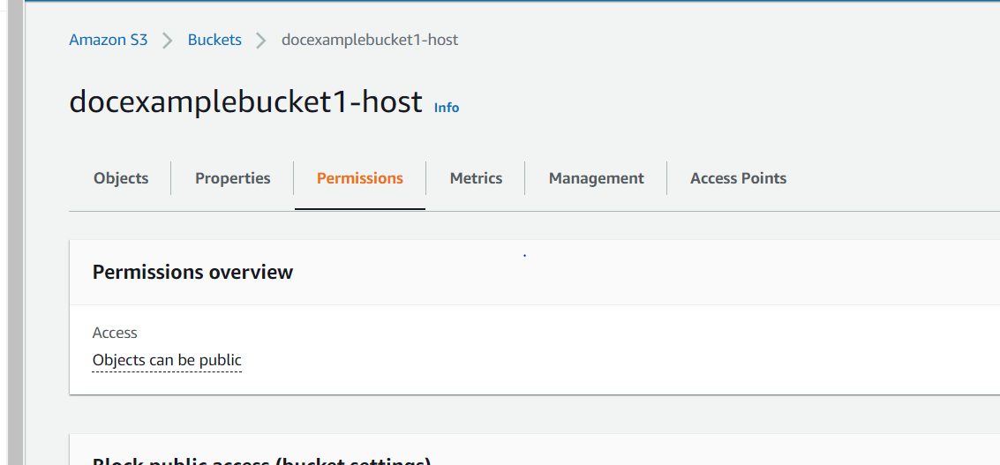 Amazon S3 > Buckets > docexamplebucket1-host
docexamplebucket1-host Info
Objects Properties Permissions Metrics Management Access Points
Permissions overview
Access
Objects can be public
Block public access (bucket settings)